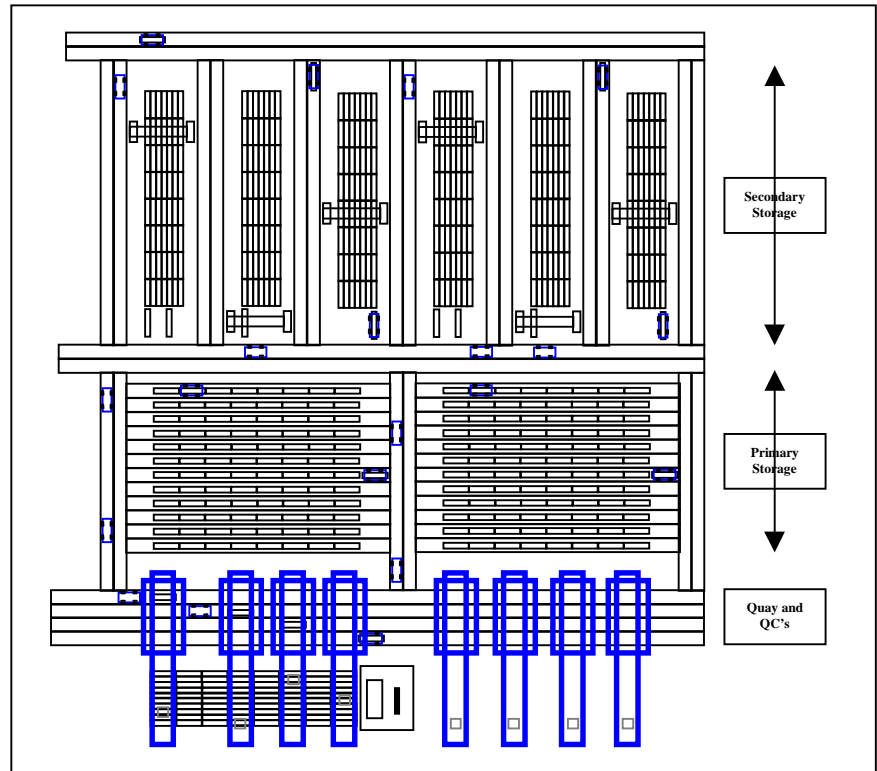 Secondary
Storage
Primary
Storage
Quay and
QC's